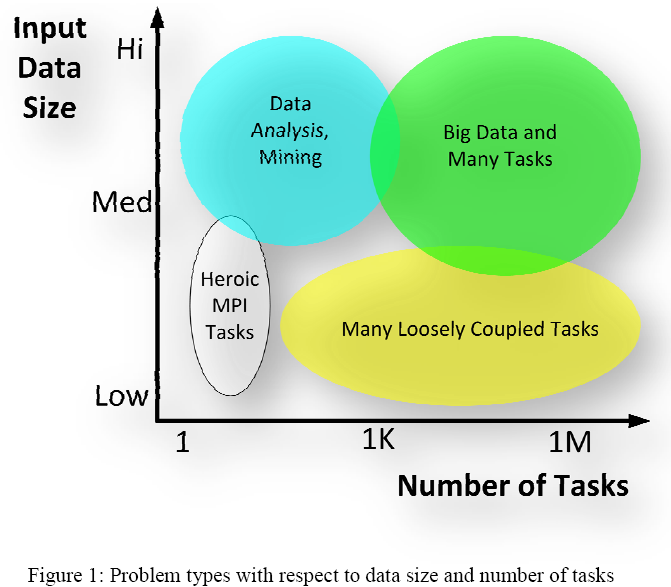 Input
Data
Size
Hi
Med
Low
Data
Analysis,
Mining
Big Data and
Many Tasks
Heroic
MPI
Tasks
Many Loosely Coupled Tasks
1
1K
1M
Number of Tasks
Figure 1: Problem types with respect to data size and number of tasks